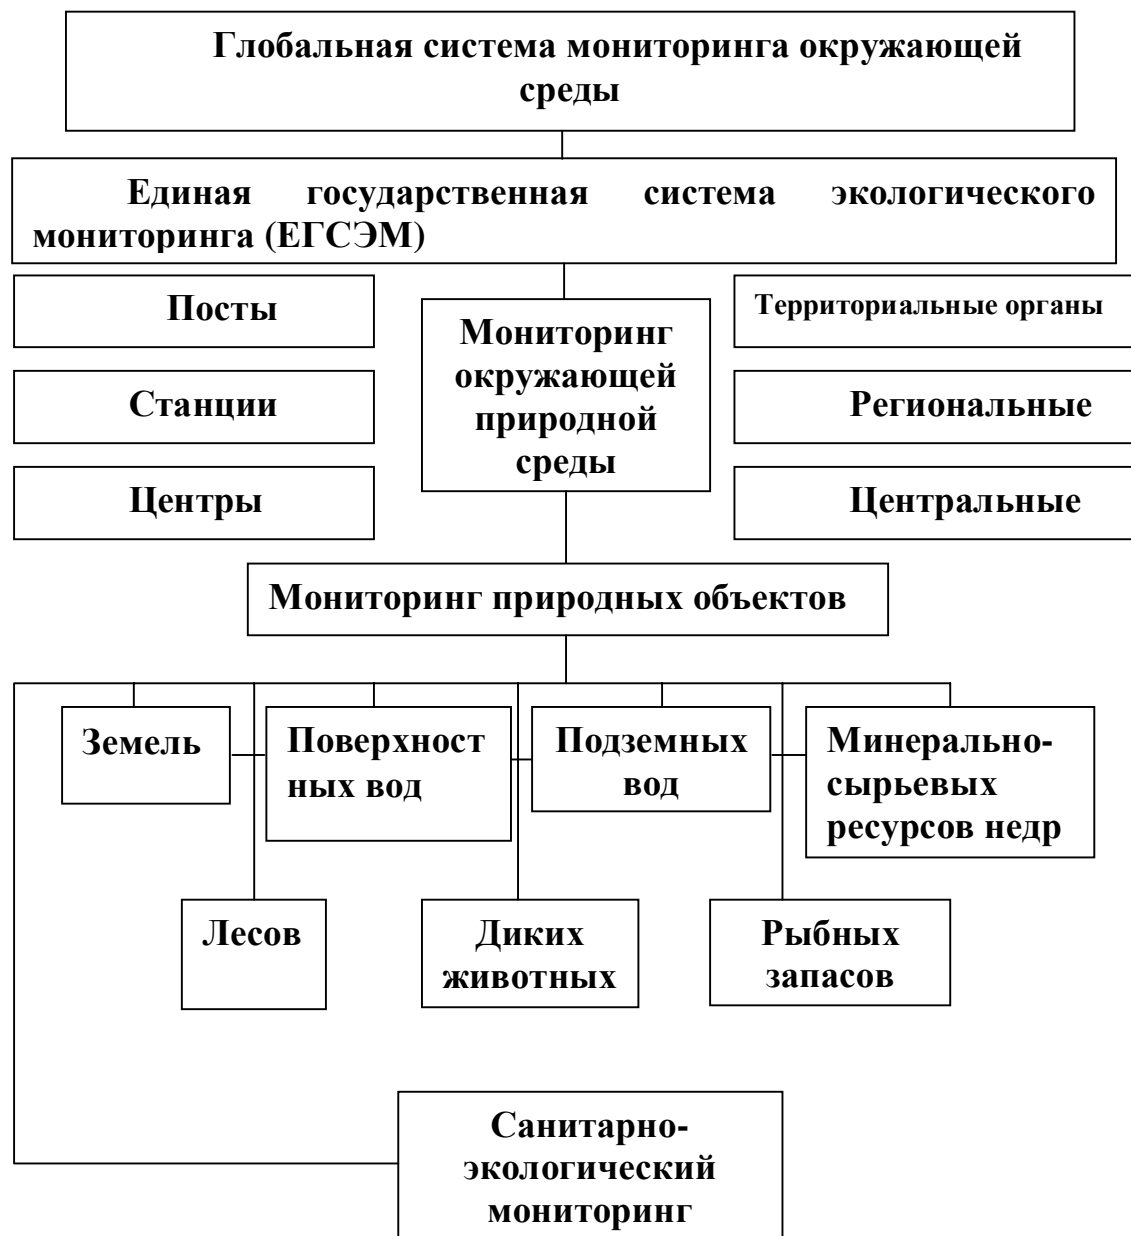 Глобальная система мониторинга окружающей
среды
Единая государственная система экологического
мониторинга (ЕГСЭМ)
Посты
Станции
Центры
Мониторинг
окружающей
природной
среды
Территориальные органы
Региональные
Центральные
Мониторинг природных объектов
Земель
Поверхност
ных вод
Подземных
вод
Минерально-
сырьевых
ресурсов недр
Лесов
Диких
животных
Рыбных
запасов
Санитарно-
экологический
мониторинг